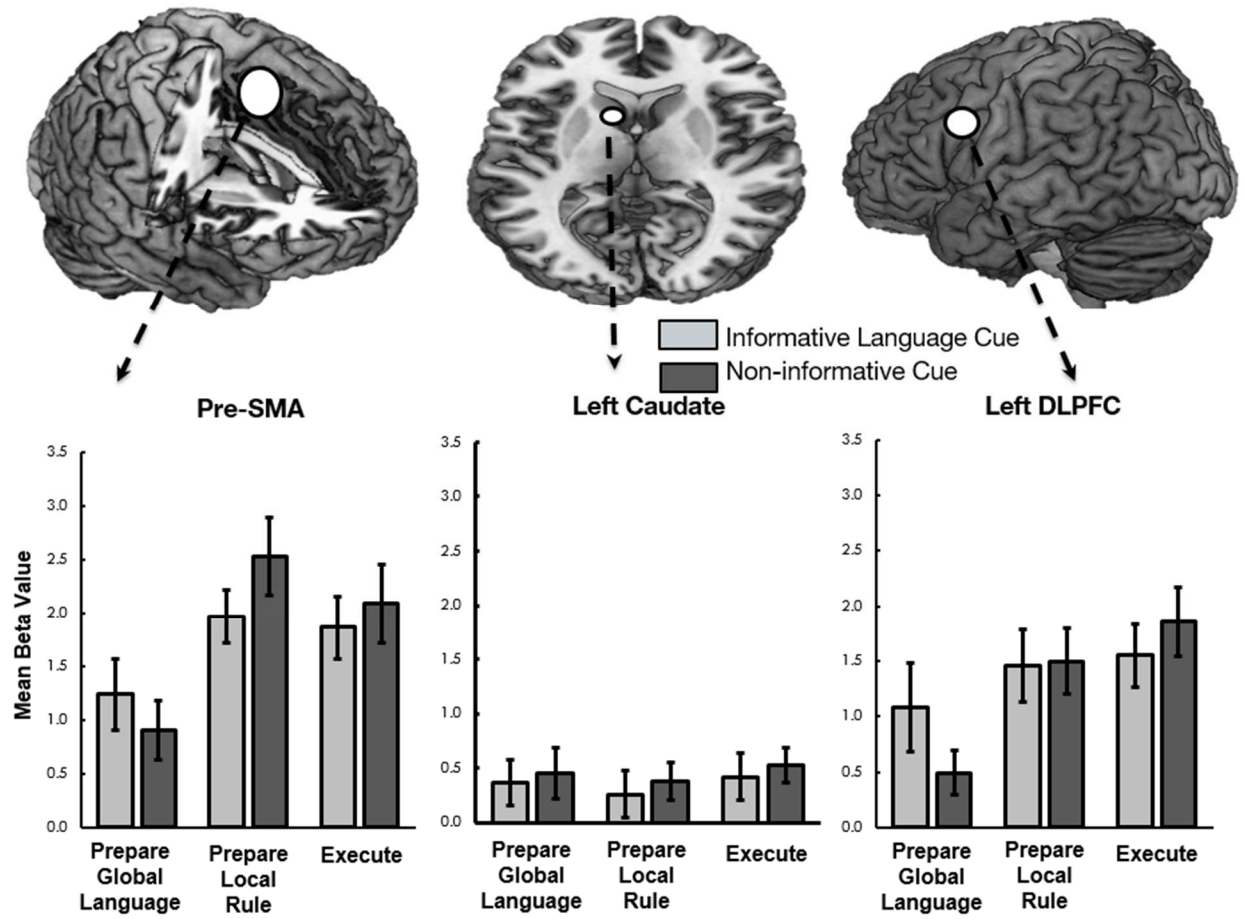 Informative Language Cue
Non-informative Cue
Pre-SMA
Left Caudate
Left DLPFC
Mean Beta Value
3.5
3.0
2.5
2.0
1.5
1.0
0.5
0.0
Prepare
Global
Language
Prepare
Local
Rule
Execute
3.5
3.0
2.5
2.0
1.5
1.0
0.5
0.0
Prepare
Global
Language
Prepare
Local
Rule
Execute
3.5
3.0
2.5
2.0
1.5
1.0
0.5
0.0
Prepare
Global
Language
Prepare
Local
Rule
Execute